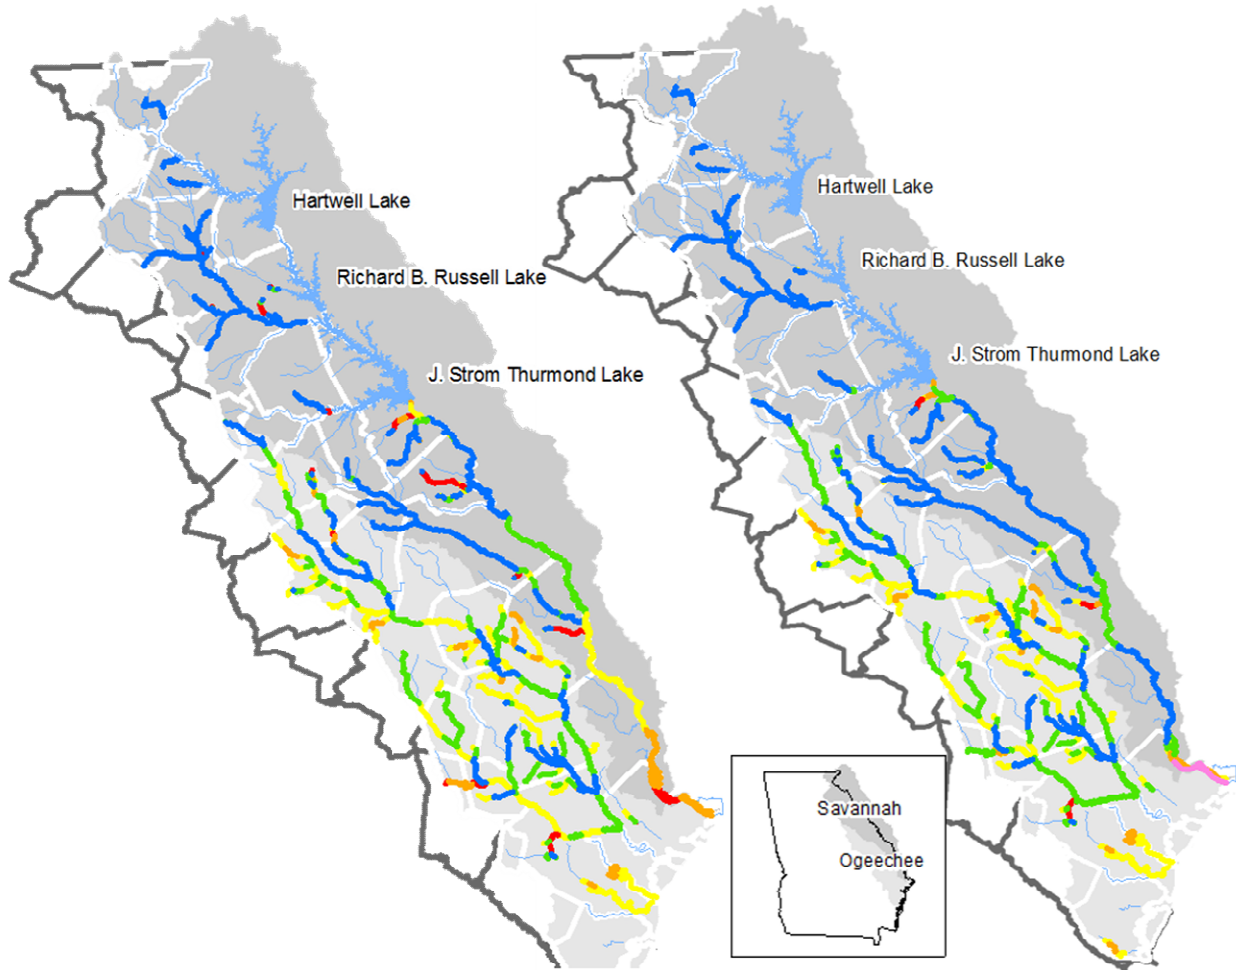 Hartwell Lake
Hartwell Lake
Richard B. Russell Lake
Richard B. Russell Lake
J. Strom Thurmond Lake
J. Strom Thurmond Lake
Savannah
Ogeechee